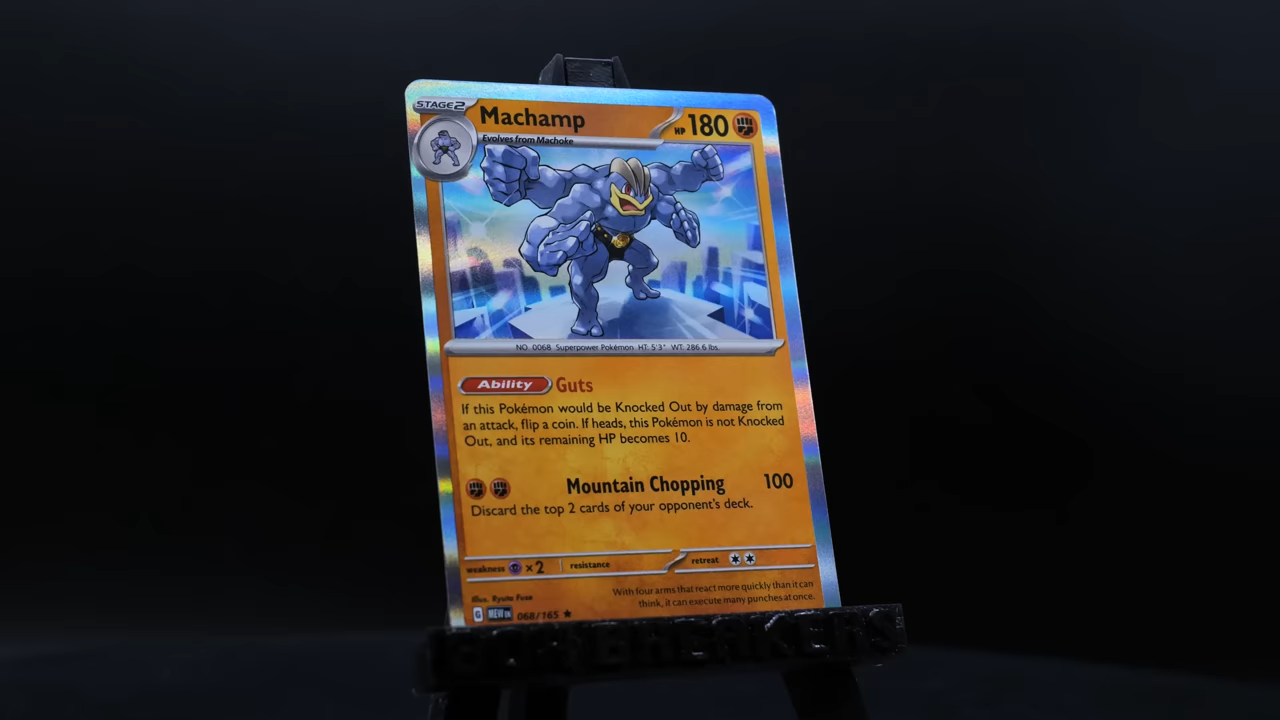 STAGE2
Machamp
HP 180
Evolves from Machoke
NO. 0068 Superpower Pokémon HT: 5'3" WT: 286.6 lbs.
Ability Guts
If this Pokémon would be Knocked Out by damage from
an attack, flip a coin. If heads, this Pokémon is not Knocked
Out, and its remaining HP becomes 10.
Mountain Chopping 100
Discard the top 2 cards of your opponent's deck.
weakness ×2 resistance retreat
Illus. Ryuta Fuse
With four arms that react more quickly than it can
think, it can execute many punches at once.
G MEW EN 068/165 ★